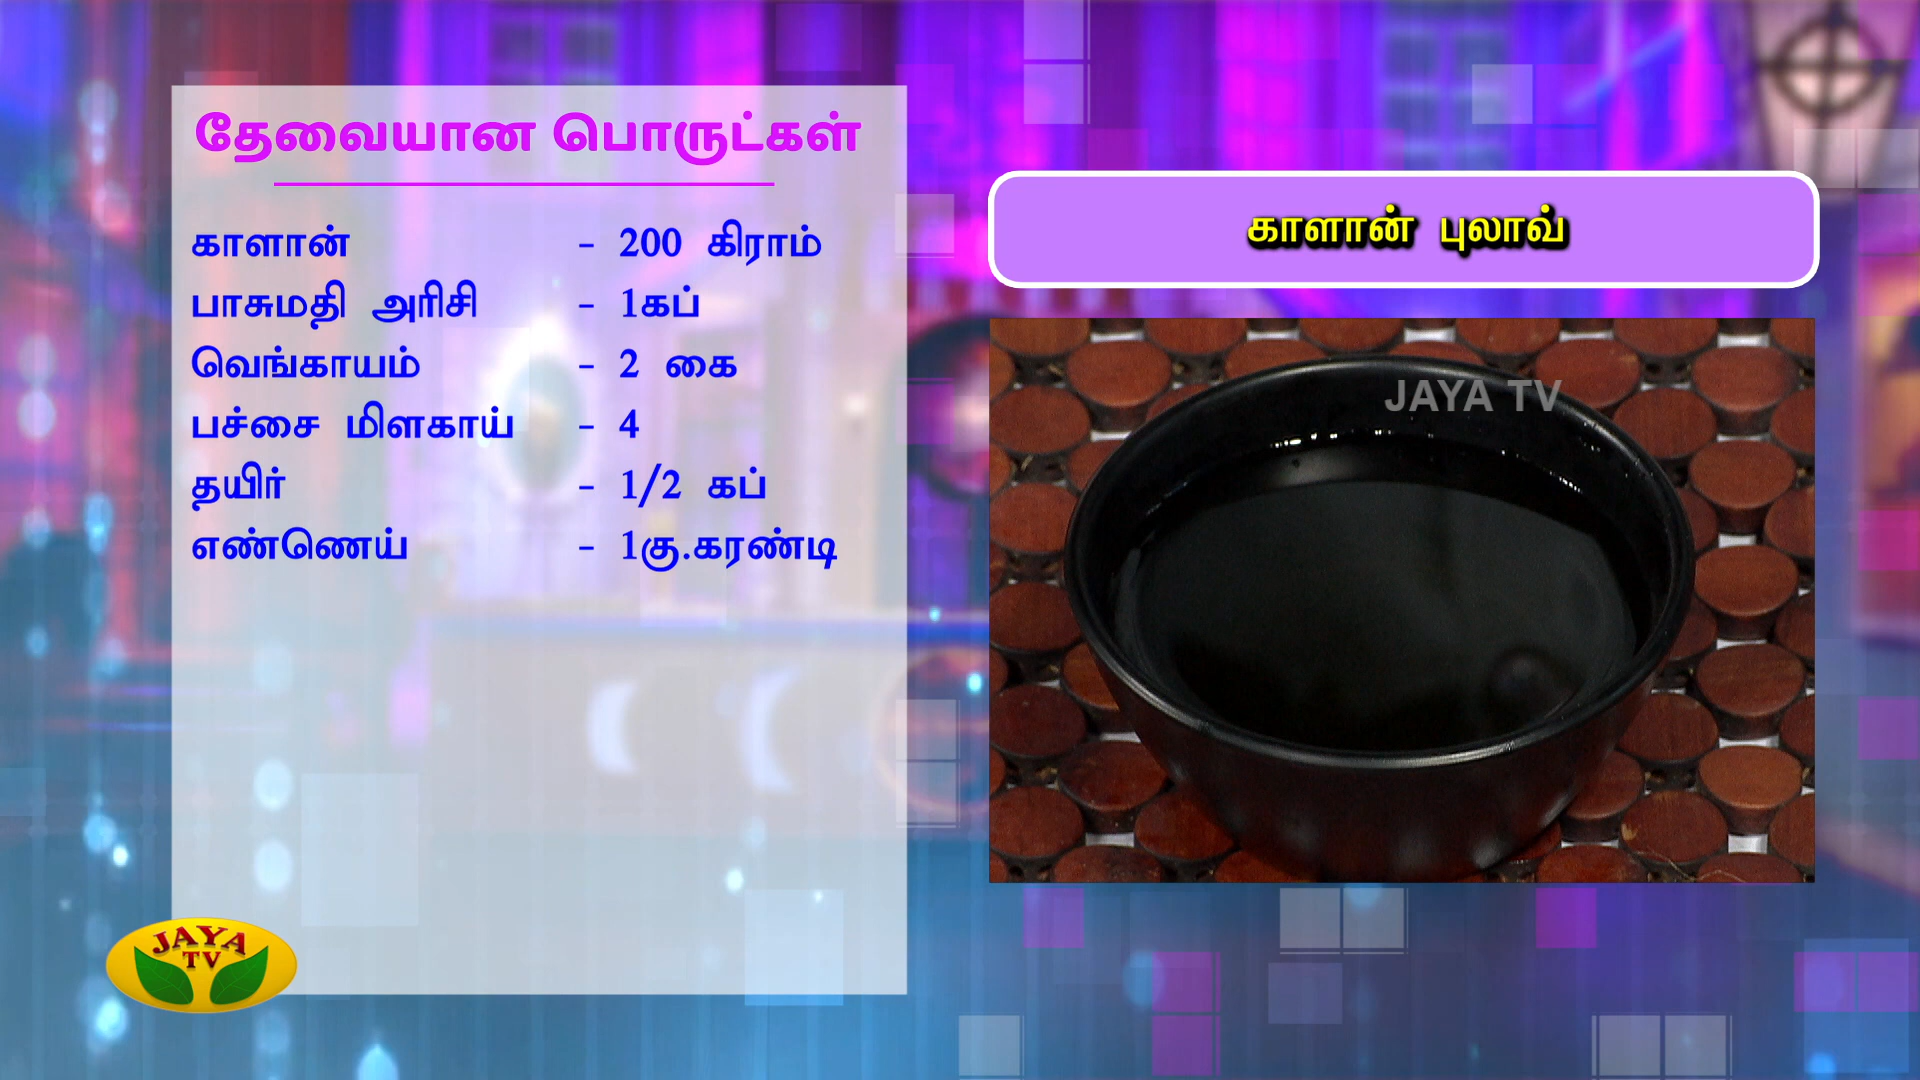 தேவையான பொருட்கள்
காளான் - 200 கிராம்
பாசுமதி அரிசி - 1கப்
வெங்காயம் - 2 கை
பச்சை மிளகாய் - 4
தயிர் - 1/2 கப்
எண்ணெய் - 1கு.கரண்டி
காளான் புலாவ்
JAYA TV
JAYA
TV